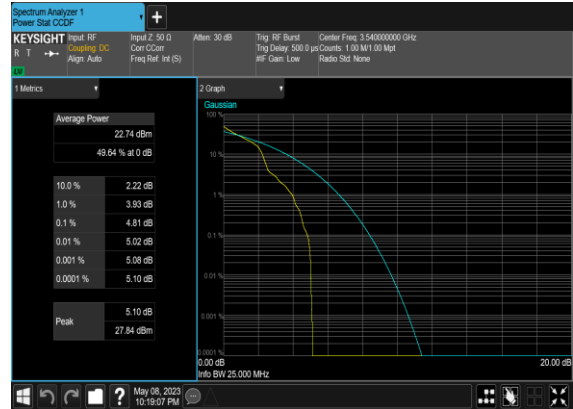 Spectrum Analyzer 1
Power Stat CCDF
KEYSIGHT
R T
LM
Input: RF
Coupling: DC
Align: Auto
Input Z: 50 Ω
Corr CCorr
Freq Ref: Int (S)
Atten: 30 dB
Trig: RF Burst
Trig Delay: 500.0 µs
#IF Gain: Low
Center Freq: 3.540000000 GHz
Counts: 1.00 M/1.00 Mpt
Radio Std: None
1 Metrics
Average Power
22.74 dBm
49.64 % at 0 dB
10.0 % 2.22 dB
1.0 % 3.93 dB
0.1 % 4.81 dB
0.01 % 5.02 dB
0.001 % 5.08 dB
0.0001 % 5.10 dB
Peak
5.10 dB
27.84 dBm
2 Graph
Gaussian
100 %
10 %
1 %
0.1 %
0.01 %
0.001 %
0.0001 %
0.00 dB
20.00 dB
Info BW 25.000 MHz
?
May 08, 2023
10:19:07 PM